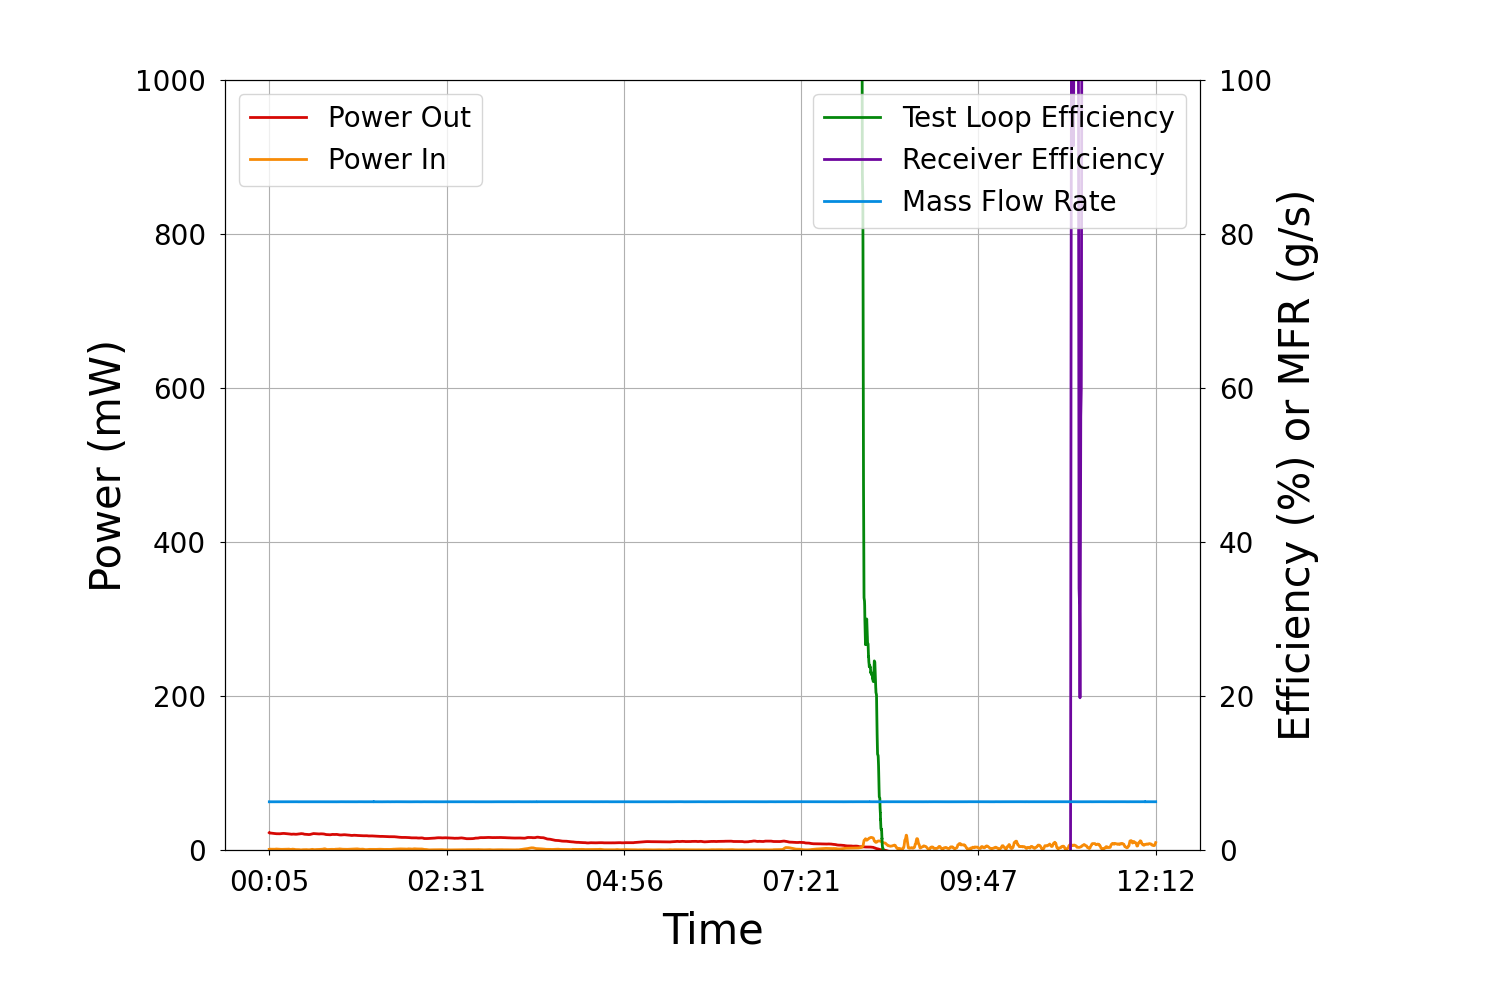 1000
800
600
400
200
0
Power (mW)
Power Out
Power In
Test Loop Efficiency
Receiver Efficiency
Mass Flow Rate
100
80
60
40
20
0
Efficiency (%) or MFR (g/s)
00:05
02:31
04:56
07:21
09:47
12:12
Time